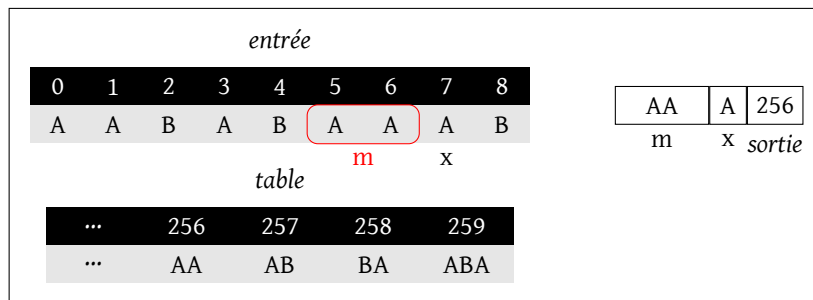 entrée
0 1 2 3 4 5 6 7 8
A A B A B A A A B
m x
AA A 256
m x sortie
table
... 256 257 258 259
... AA AB BA ABA